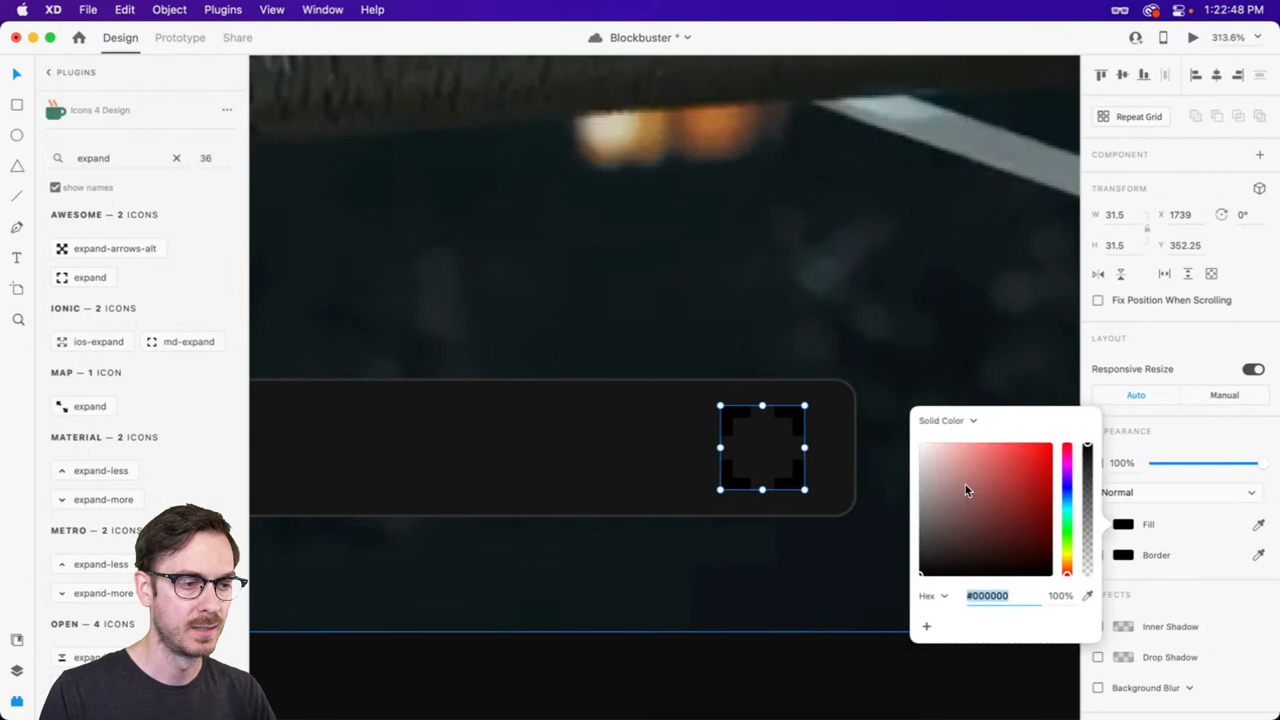 XD File Edit Object Plugins View Window Help 1:22:48 PM
Design Prototype Share Blockbuster * 313.6%
PLUGINS
Icons 4 Design
expand 36
show names
AWESOME — 2 ICONS
expand-arrows-alt
expand
IONIC — 2 ICONS
ios-expand md-expand
MAP — 1 ICON
expand
MATERIAL — 2 ICONS
expand-less
expand-more
METRO — 2 ICONS
expand-less
expand-more
OPEN — 4 ICONS
Repeat Grid
COMPONENT
TRANSFORM
W 31.5 X 1739 0°
H 31.5 Y 352.25
Fix Position When Scrolling
LAYOUT
Responsive Resize
Auto Manual
Solid Color
PEARANCE
100%
Normal
Fill
Border
Hex #000000 100%
FECTS
Inner Shadow
Drop Shadow
Background Blur